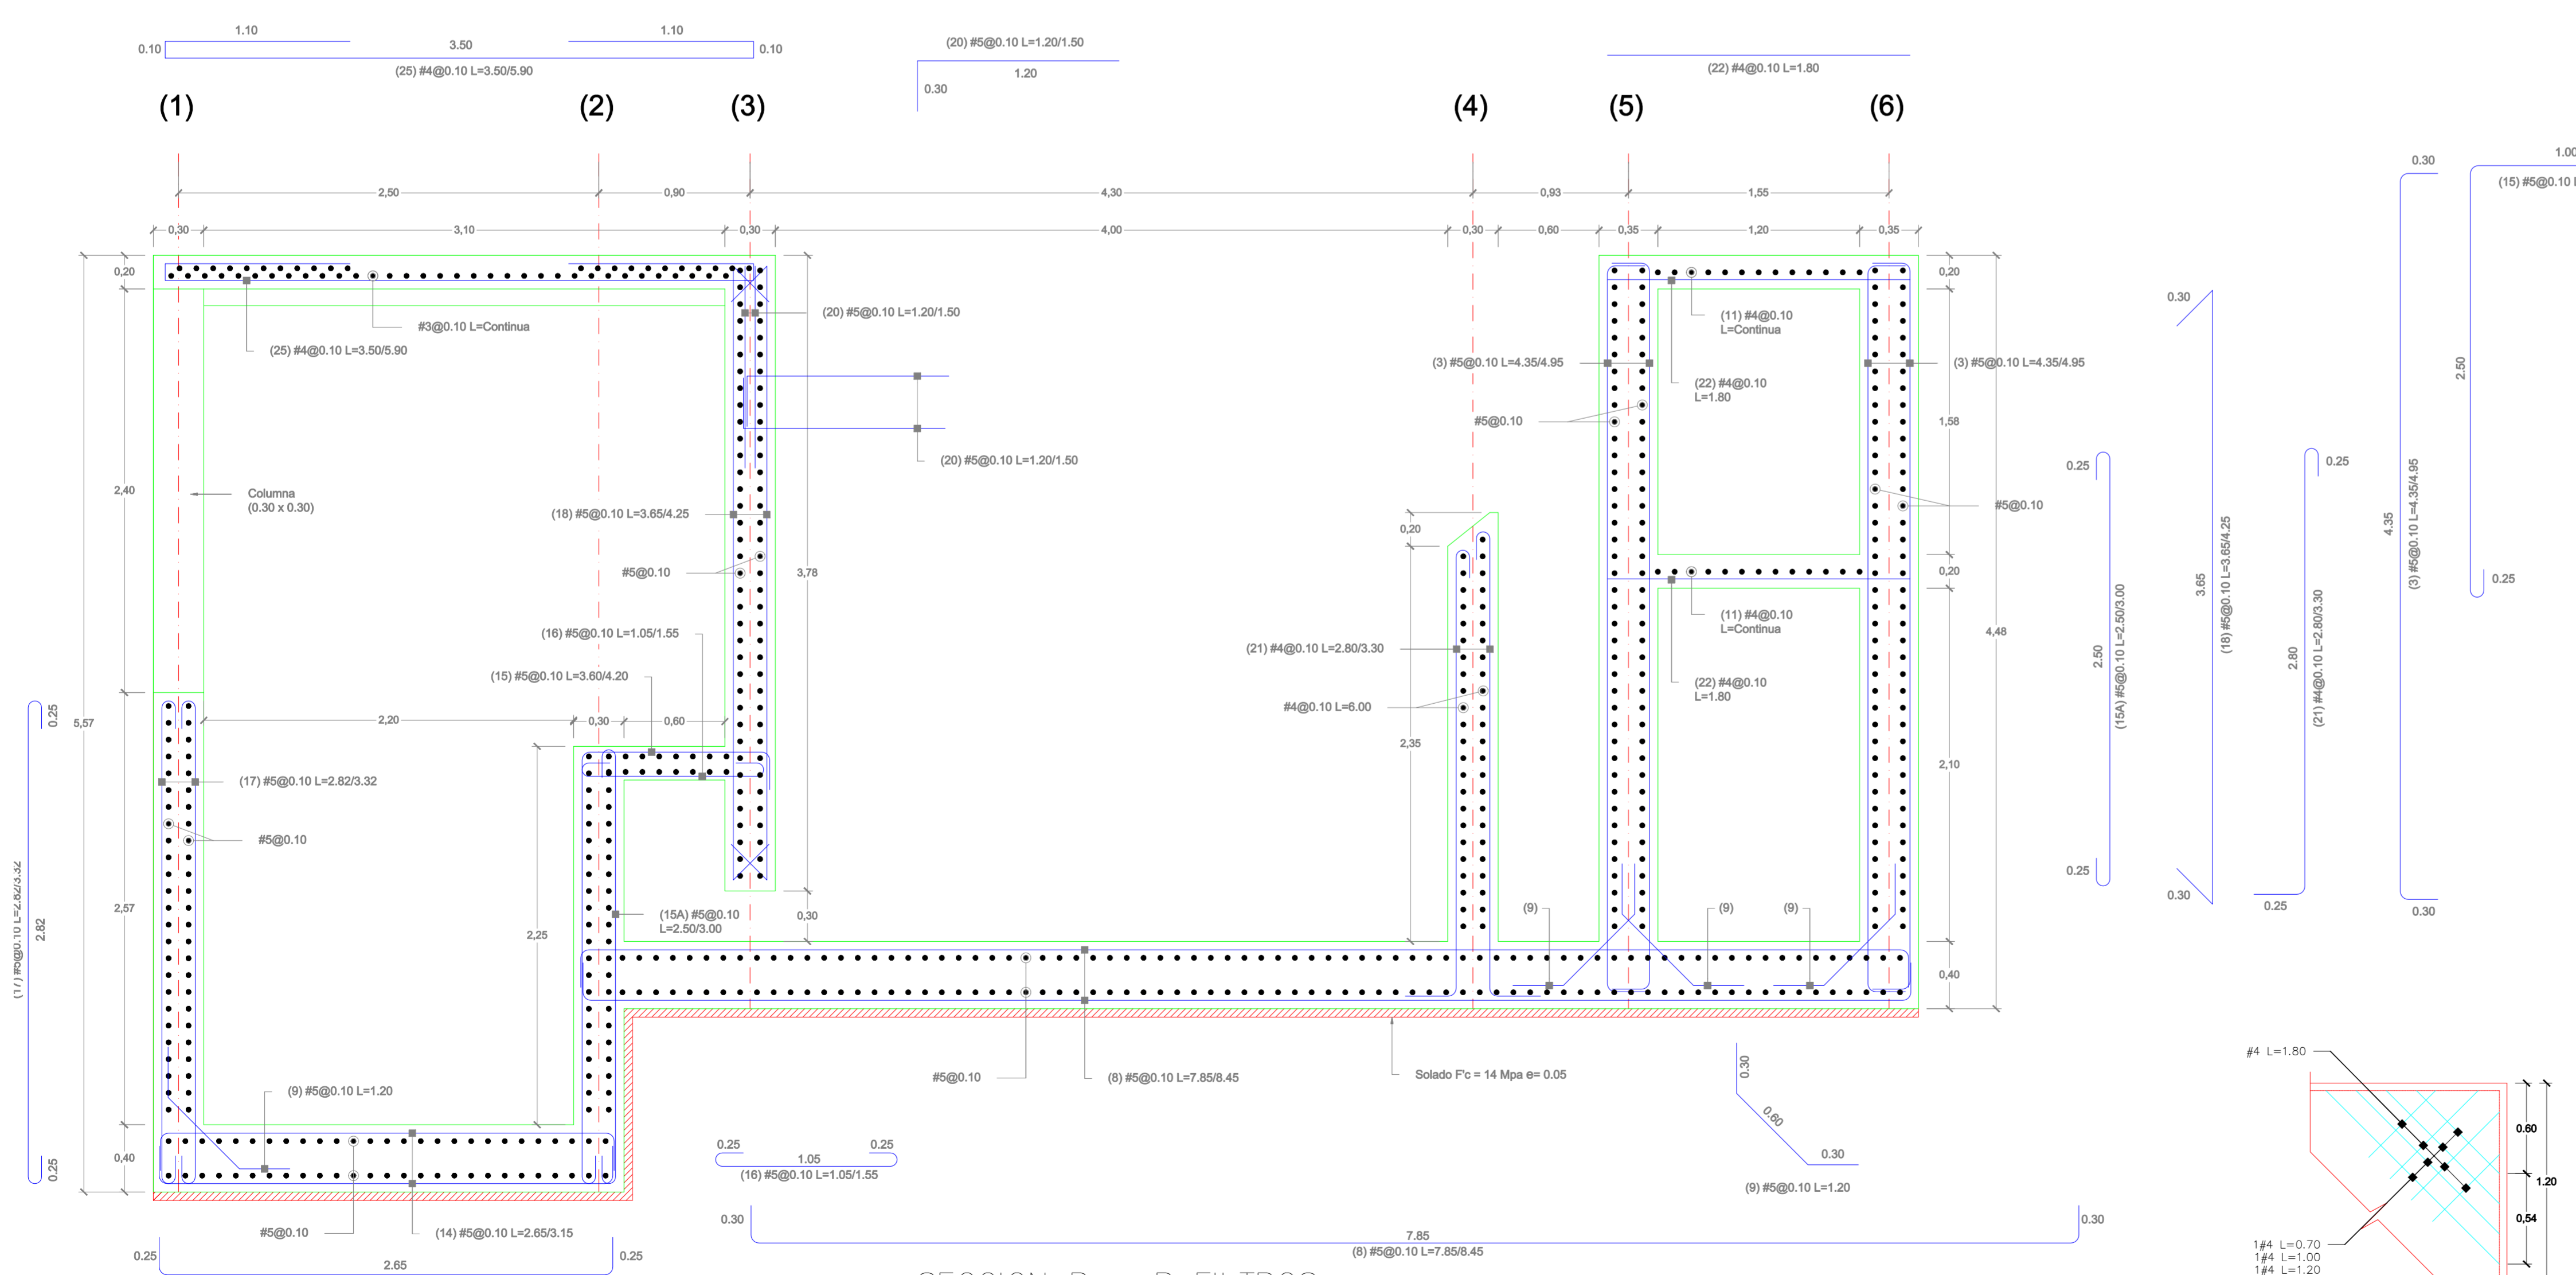 1.10
3.50
1.10
0.10
0.10
(25) #4@0.10 L=3.50/5.90
(20) #5@0.10 L=1.20/1.50
1.20
0.30
(22) #4@0.10 L=1.80
(1)
(2)
(3)
(4)
(5)
(6)
0.30
1.00
(15) #5@0.10
2,50
0,90
4,30
0,93
1,55
0,30
3,10
0,30
4,00
0,30
0,60
0,35
1,20
0,35
0,20
0,20
#3@0.10 L=Continua
(25) #4@0.10 L=3.50/5.90
(20) #5@0.10 L=1.20/1.50
(11) #4@0.10
L=Continua
(3) #5@0.10 L=4.35/4.95
(3) #5@0.10 L=4.35/4.95
(22) #4@0.10
L=1.80
0.30
2.50
#5@0.10
1,58
(20) #5@0.10 L=1.20/1.50
0.25
0.25
2,40
Columna
(0.30 x 0.30)
(18) #5@0.10 L=3.65/4.25
0,20
#5@0.10
4.35
(3) #5@0.10 L=4.35/4.95
#5@0.10
3,78
0,20
0.25
(11) #4@0.10
L=Continua
3.65
(18) #5@0.10 L=3.65/4.25
(16) #5@0.10 L=1.05/1.55
4,48
(21) #4@0.10 L=2.80/3.30
2.50
(15A) #5@0.10 L=2.50/3.00
2.80
(21) #4@0.10 L=2.80/3.30
(15) #5@0.10 L=3.60/4.20
(22) #4@0.10
L=1.80
#4@0.10 L=6.00
0.25
5,57
2,20
0,30
0,60
2,35
2,10
(17) #5@0.10 L=2.82/3.32
#5@0.10
(17) #5@0.10 L=2.82/3.32
2.82
2,57
2,25
(15A) #5@0.10
L=2.50/3.00
0,30
(9)
(9)
(9)
0.25
0.30
0.25
0.30
0,40
#5@0.10
(8) #5@0.10 L=7.85/8.45
Solado F'c = 14 Mpa e= 0.05
0.30
0.60
0.30
(9) #5@0.10 L=1.20
(9) #5@0.10 L=1.20
0,40
0.25
0.25
1.05
0.25
(16) #5@0.10 L=1.05/1.55
#5@0.10
(14) #5@0.10 L=2.65/3.15
0.25
2.65
0.25
0.30
7.85
0.30
(8) #5@0.10 L=7.85/8.45
#4 L=1.80
0.60
1.20
0,54
1#4 L=0.70
1#4 L=1.00
1#4 L=1.20